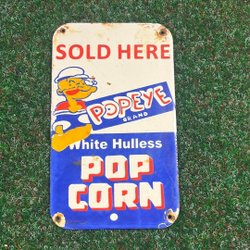 SOLD HERE
POPEYE
BRAND
White Hulless
POP
CORN